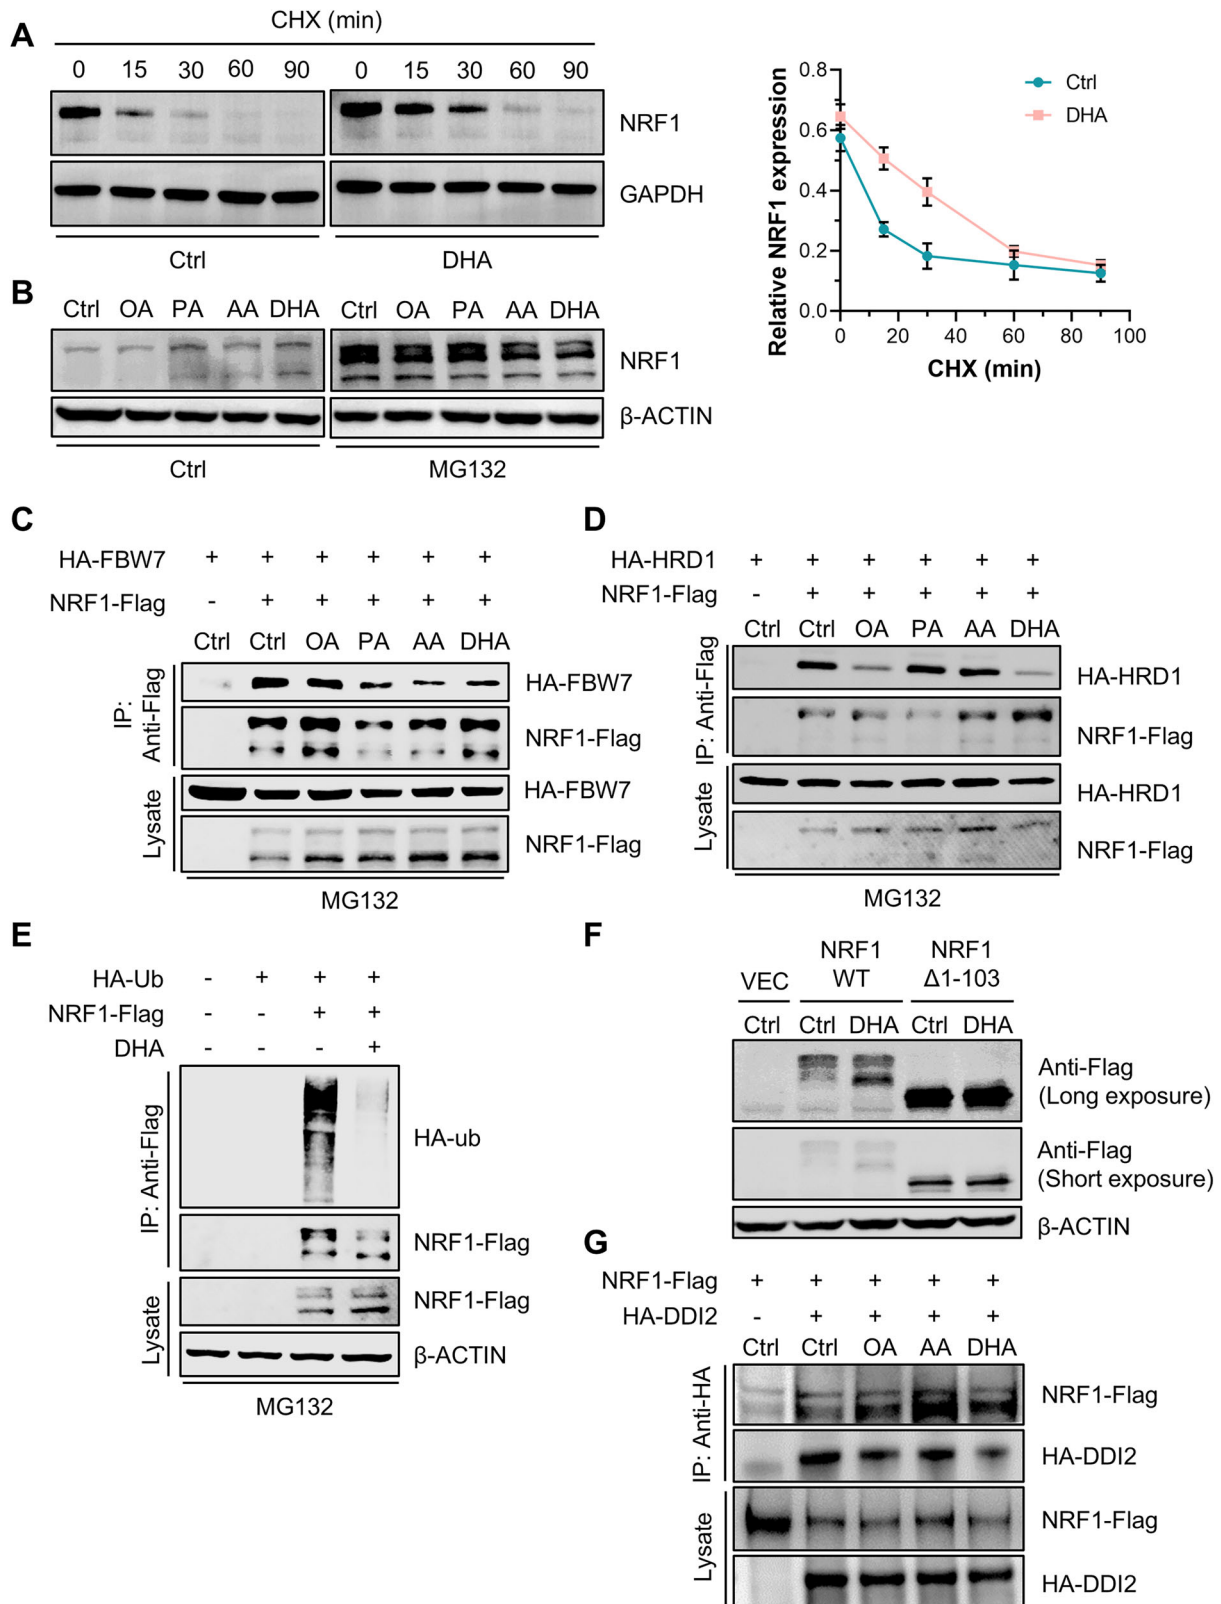 A
CHX (min)
0 15 30 60 90 0 15 30 60 90
NRF1
GAPDH
Ctrl DHA
0.8
0.6
0.4
0.2
0.0
0 20 40 60 80 100
Relative NRF1 expression
CHX (min)
Ctrl
DHA
B
Ctrl OA PA AA DHA Ctrl OA PA AA DHA
NRF1
β-ACTIN
Ctrl MG132
C
HA-FBW7 + + + + + +
NRF1-Flag - + + + + +
Ctrl Ctrl OA PA AA DHA
IP:
Anti-Flag
HA-FBW7
NRF1-Flag
Lysate
HA-FBW7
NRF1-Flag
MG132
D
HA-HRD1 + + + + + +
NRF1-Flag - + + + + +
Ctrl Ctrl OA PA AA DHA
IP: Anti-Flag
HA-HRD1
NRF1-Flag
Lysate
HA-HRD1
NRF1-Flag
MG132
E
HA-Ub - + + +
NRF1-Flag - - + +
DHA - - - +
IP: Anti-Flag
HA-ub
NRF1-Flag
Lysate
NRF1-Flag
β-ACTIN
MG132
F
VEC NRF1 WT NRF1 Δ1-103
Ctrl Ctrl DHA Ctrl DHA
Anti-Flag
(Long exposure)
Anti-Flag
(Short exposure)
β-ACTIN
G
NRF1-Flag + + + + +
HA-DDI2 - + + + +
Ctrl Ctrl OA AA DHA
IP: Anti-HA
NRF1-Flag
HA-DDI2
Lysate
NRF1-Flag
HA-DDI2